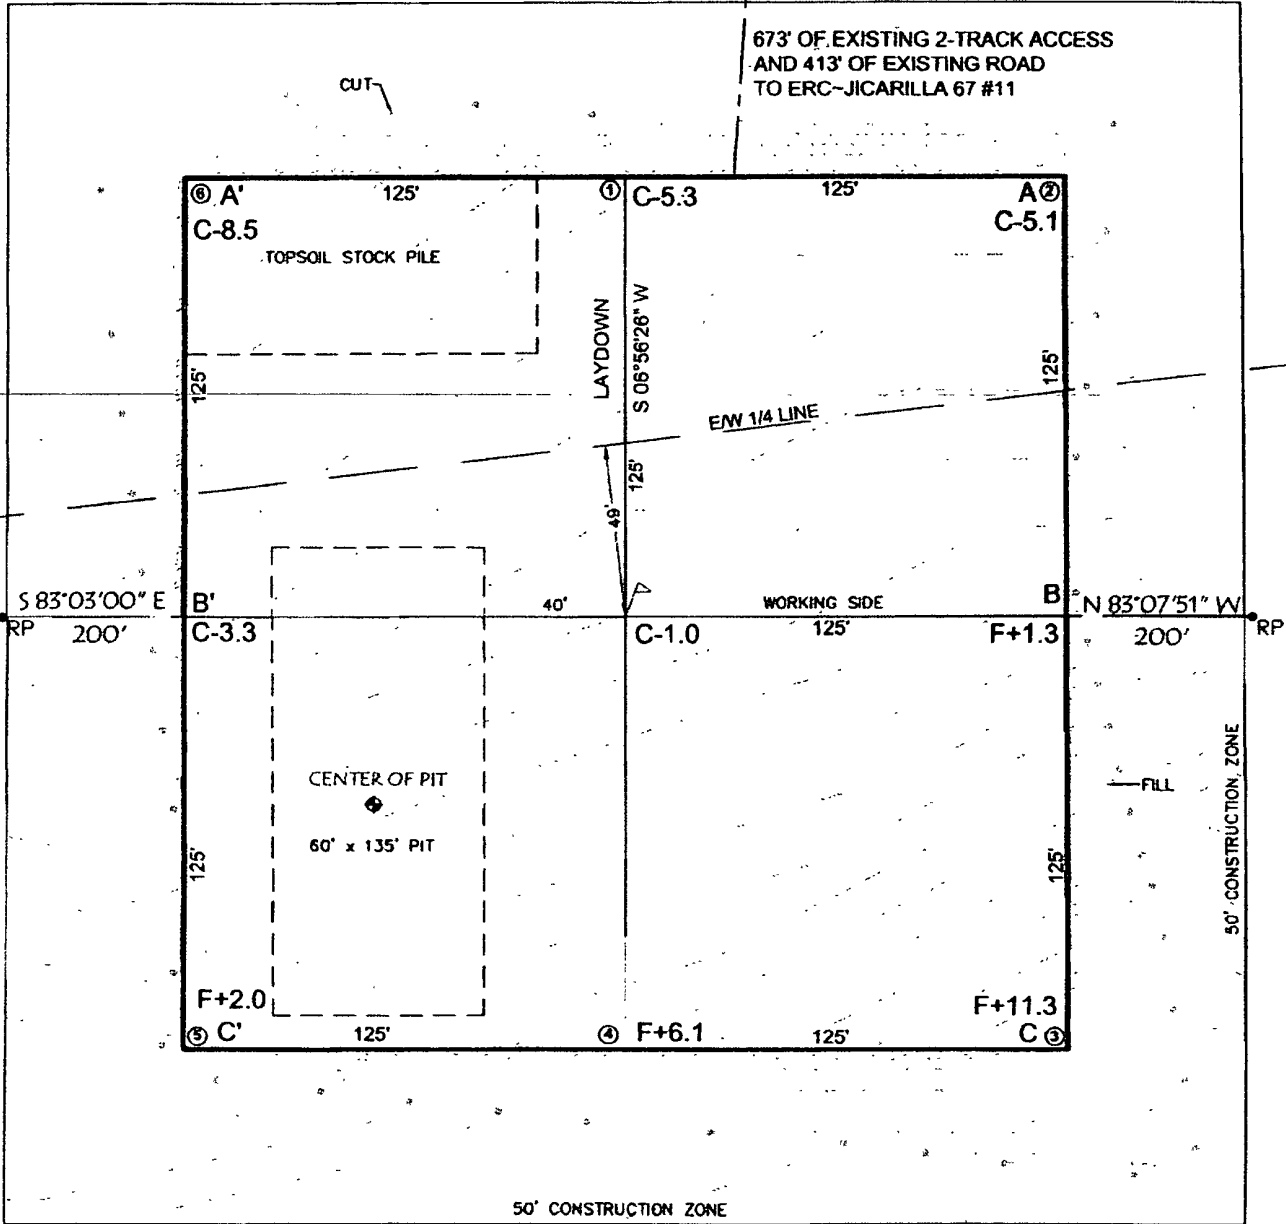 673' OF EXISTING 2-TRACK ACCESS
AND 413' OF EXISTING ROAD
TO ERC~JICARILLA 67 #11
CUT
⑥ A'
125'
①
C-5.3
125'
A ②
C-8.5
C-5.1
TOPSOIL STOCK PILE
LAYDOWN
S 06°56'26" W
125'
125'
E/W 1/4 LINE
125'
49'
S 83°03'00" E
B'
40'
WORKING SIDE
B
N 83°07'51" W
RP
200'
C-3.3
C-1.0
125'
F+1.3
200'
RP
CENTER OF PIT
60' x 135' PIT
FILL
50' CONSTRUCTION ZONE
125'
125'
F+2.0
F+11.3
⑤ C'
125'
④
F+6.1
125'
C ③
50' CONSTRUCTION ZONE